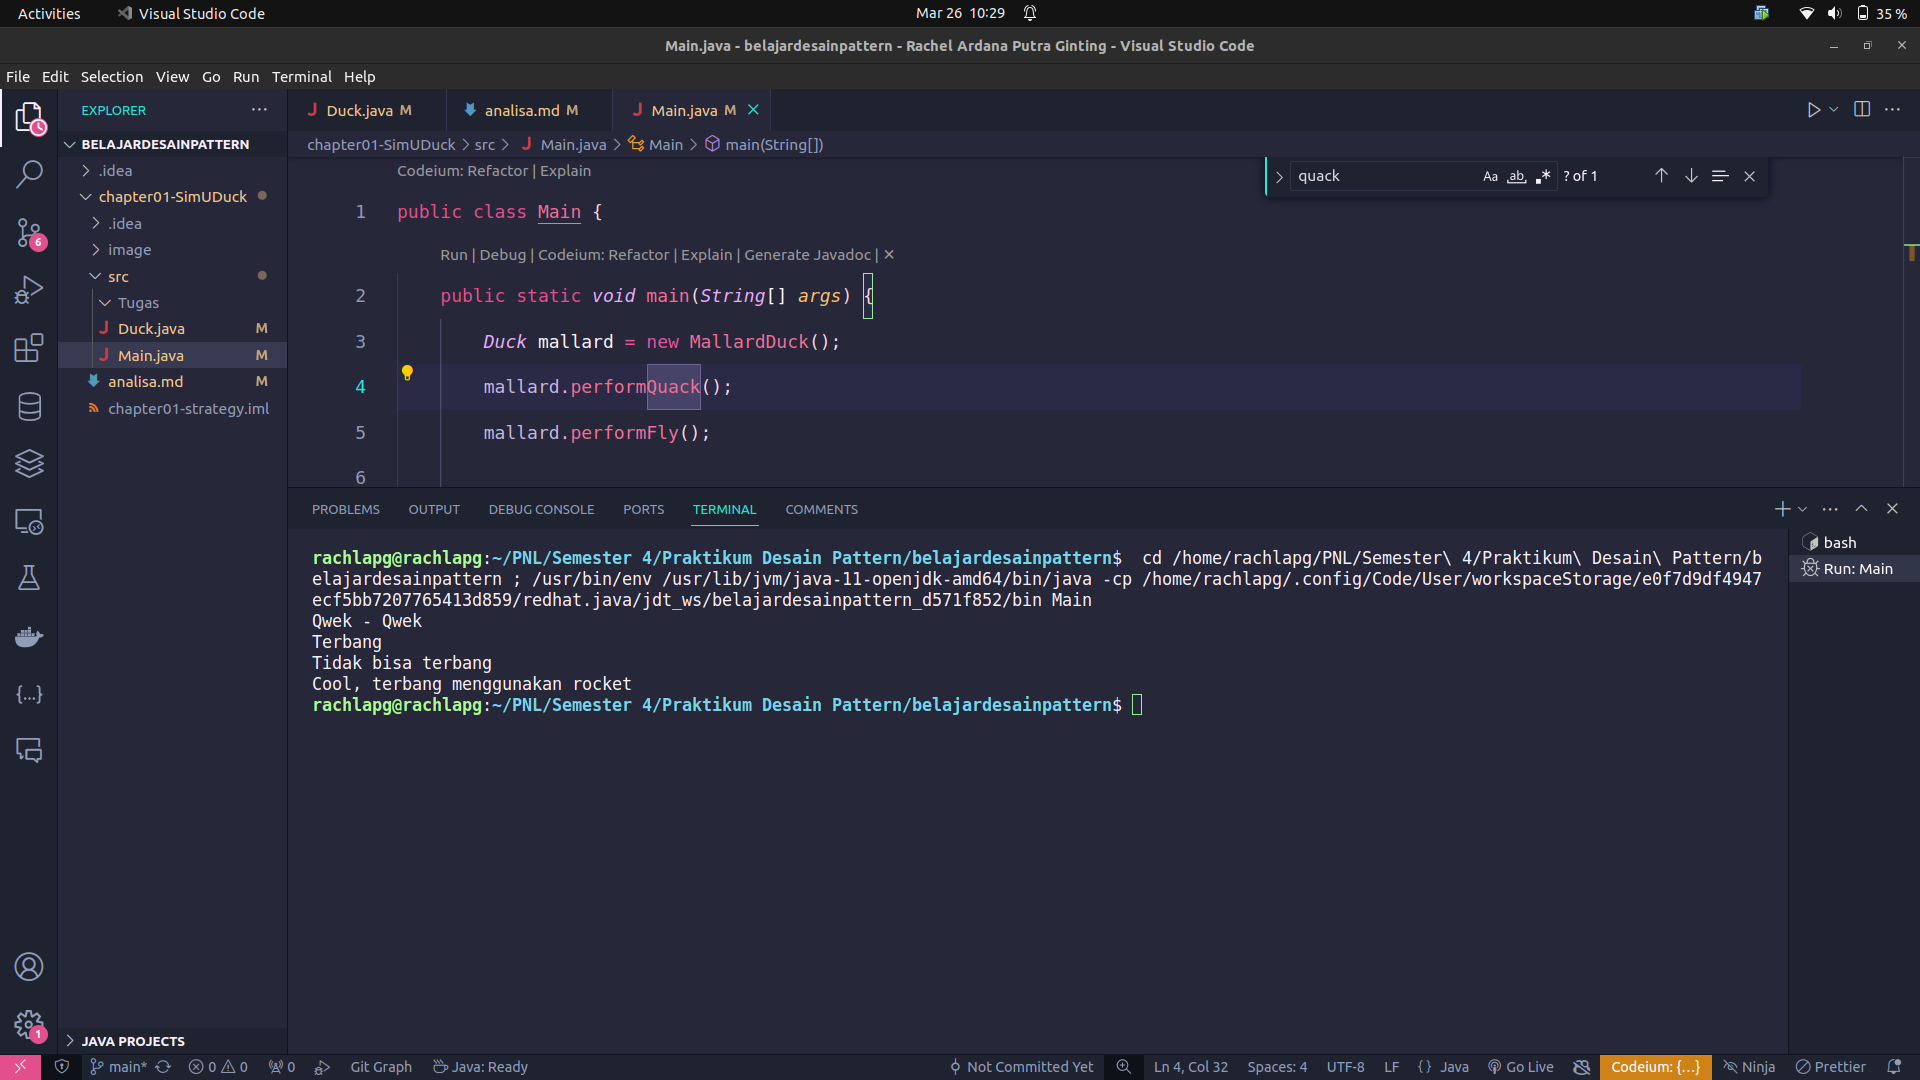 Activities Visual Studio Code Mar 26 10:29 35 %
Main.java - belajardesainpattern - Rachel Ardana Putra Ginting - Visual Studio Code
File Edit Selection View Go Run Terminal Help
EXPLORER ··· Duck.java M analisa.md M Main.java M
BELAJARDESAINPATTERN
chapter01-SimUDuck > src > Main.java > Main > main(String[])
.idea
chapter01-SimUDuck
.idea
image
src
Tugas
Duck.java M
Main.java M
analisa.md M
chapter01-strategy.iml
JAVA PROJECTS
6
1
Codeium: Refactor | Explain
quack Aa ab ? of 1
1 public class Main {
Run | Debug | Codeium: Refactor | Explain | Generate Javadoc | ✕
2 public static void main(String[] args) {
3 Duck mallard = new MallardDuck();
4 mallard.performQuack();
5 mallard.performFly();
6
PROBLEMS OUTPUT DEBUG CONSOLE PORTS TERMINAL COMMENTS
bash
Run: Main
rachlapg@rachlapg:~/PNL/Semester 4/Praktikum Desain Pattern/belajardesainpattern$  cd /home/rachlapg/PNL/Semester\ 4/Praktikum\ Desain\ Pattern/b
elajardesainpattern ; /usr/bin/env /usr/lib/jvm/java-11-openjdk-amd64/bin/java -cp /home/rachlapg/.config/Code/User/workspaceStorage/e0f7d9df4947
ecf5bb7207765413d859/redhat.java/jdt_ws/belajardesainpattern_d571f852/bin Main
Qwek - Qwek
Terbang
Tidak bisa terbang
Cool, terbang menggunakan rocket
rachlapg@rachlapg:~/PNL/Semester 4/Praktikum Desain Pattern/belajardesainpattern$
main* 0 0 0 Git Graph Java: Ready Not Committed Yet Ln 4, Col 32 Spaces: 4 UTF-8 LF {} Java Go Live Codeium: {...} Ninja Prettier